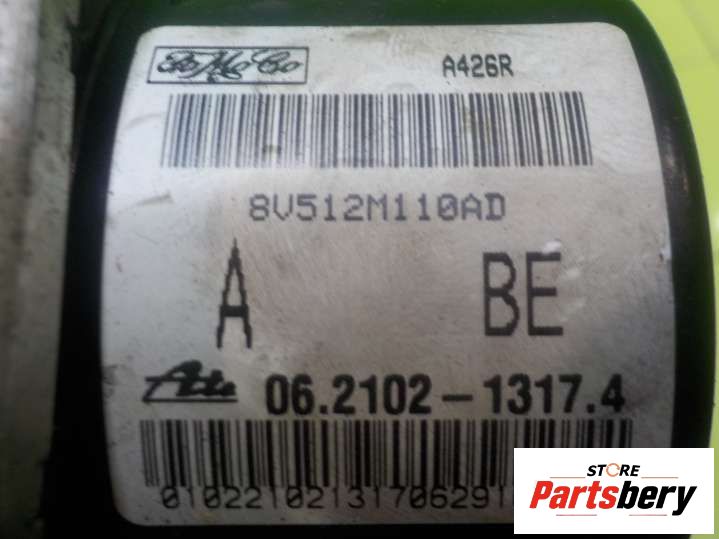 FoMoCo A426R
8V512M110AD
A BE
Ate 06.2102-1317.4
STORE
Partsbery